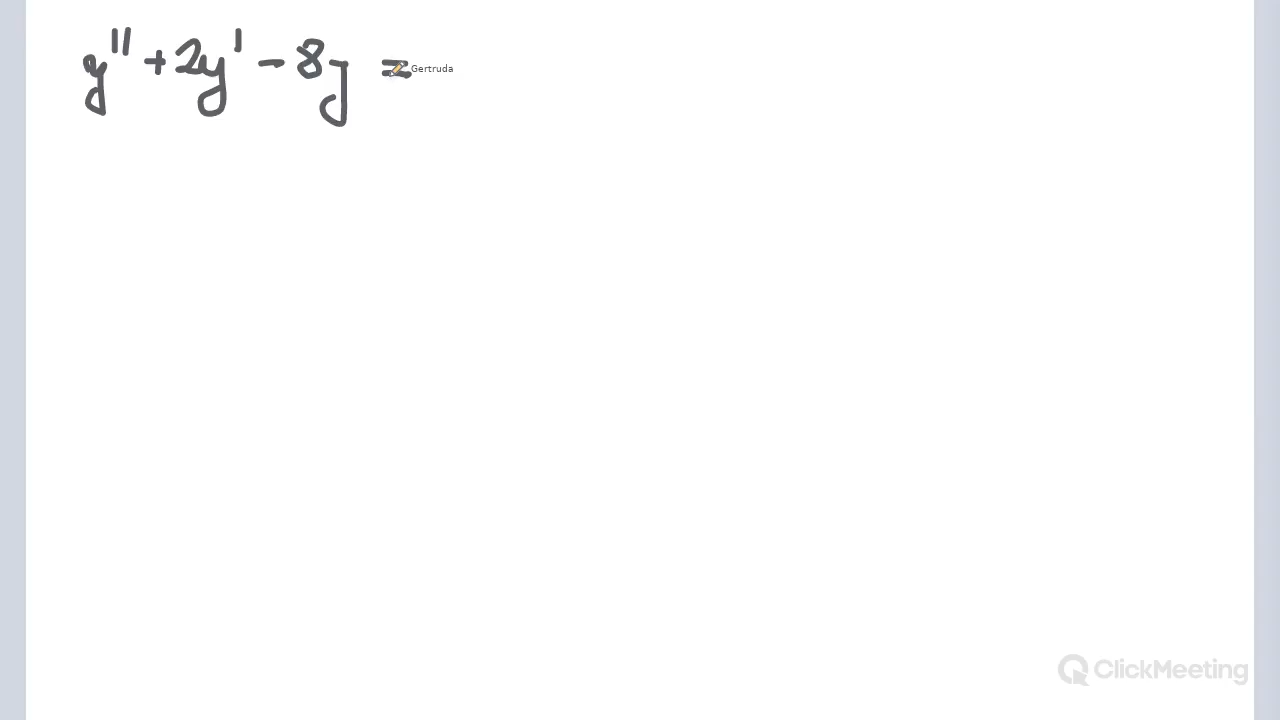 y'' + 2y' - 8y =
Gertruda
ClickMeeting